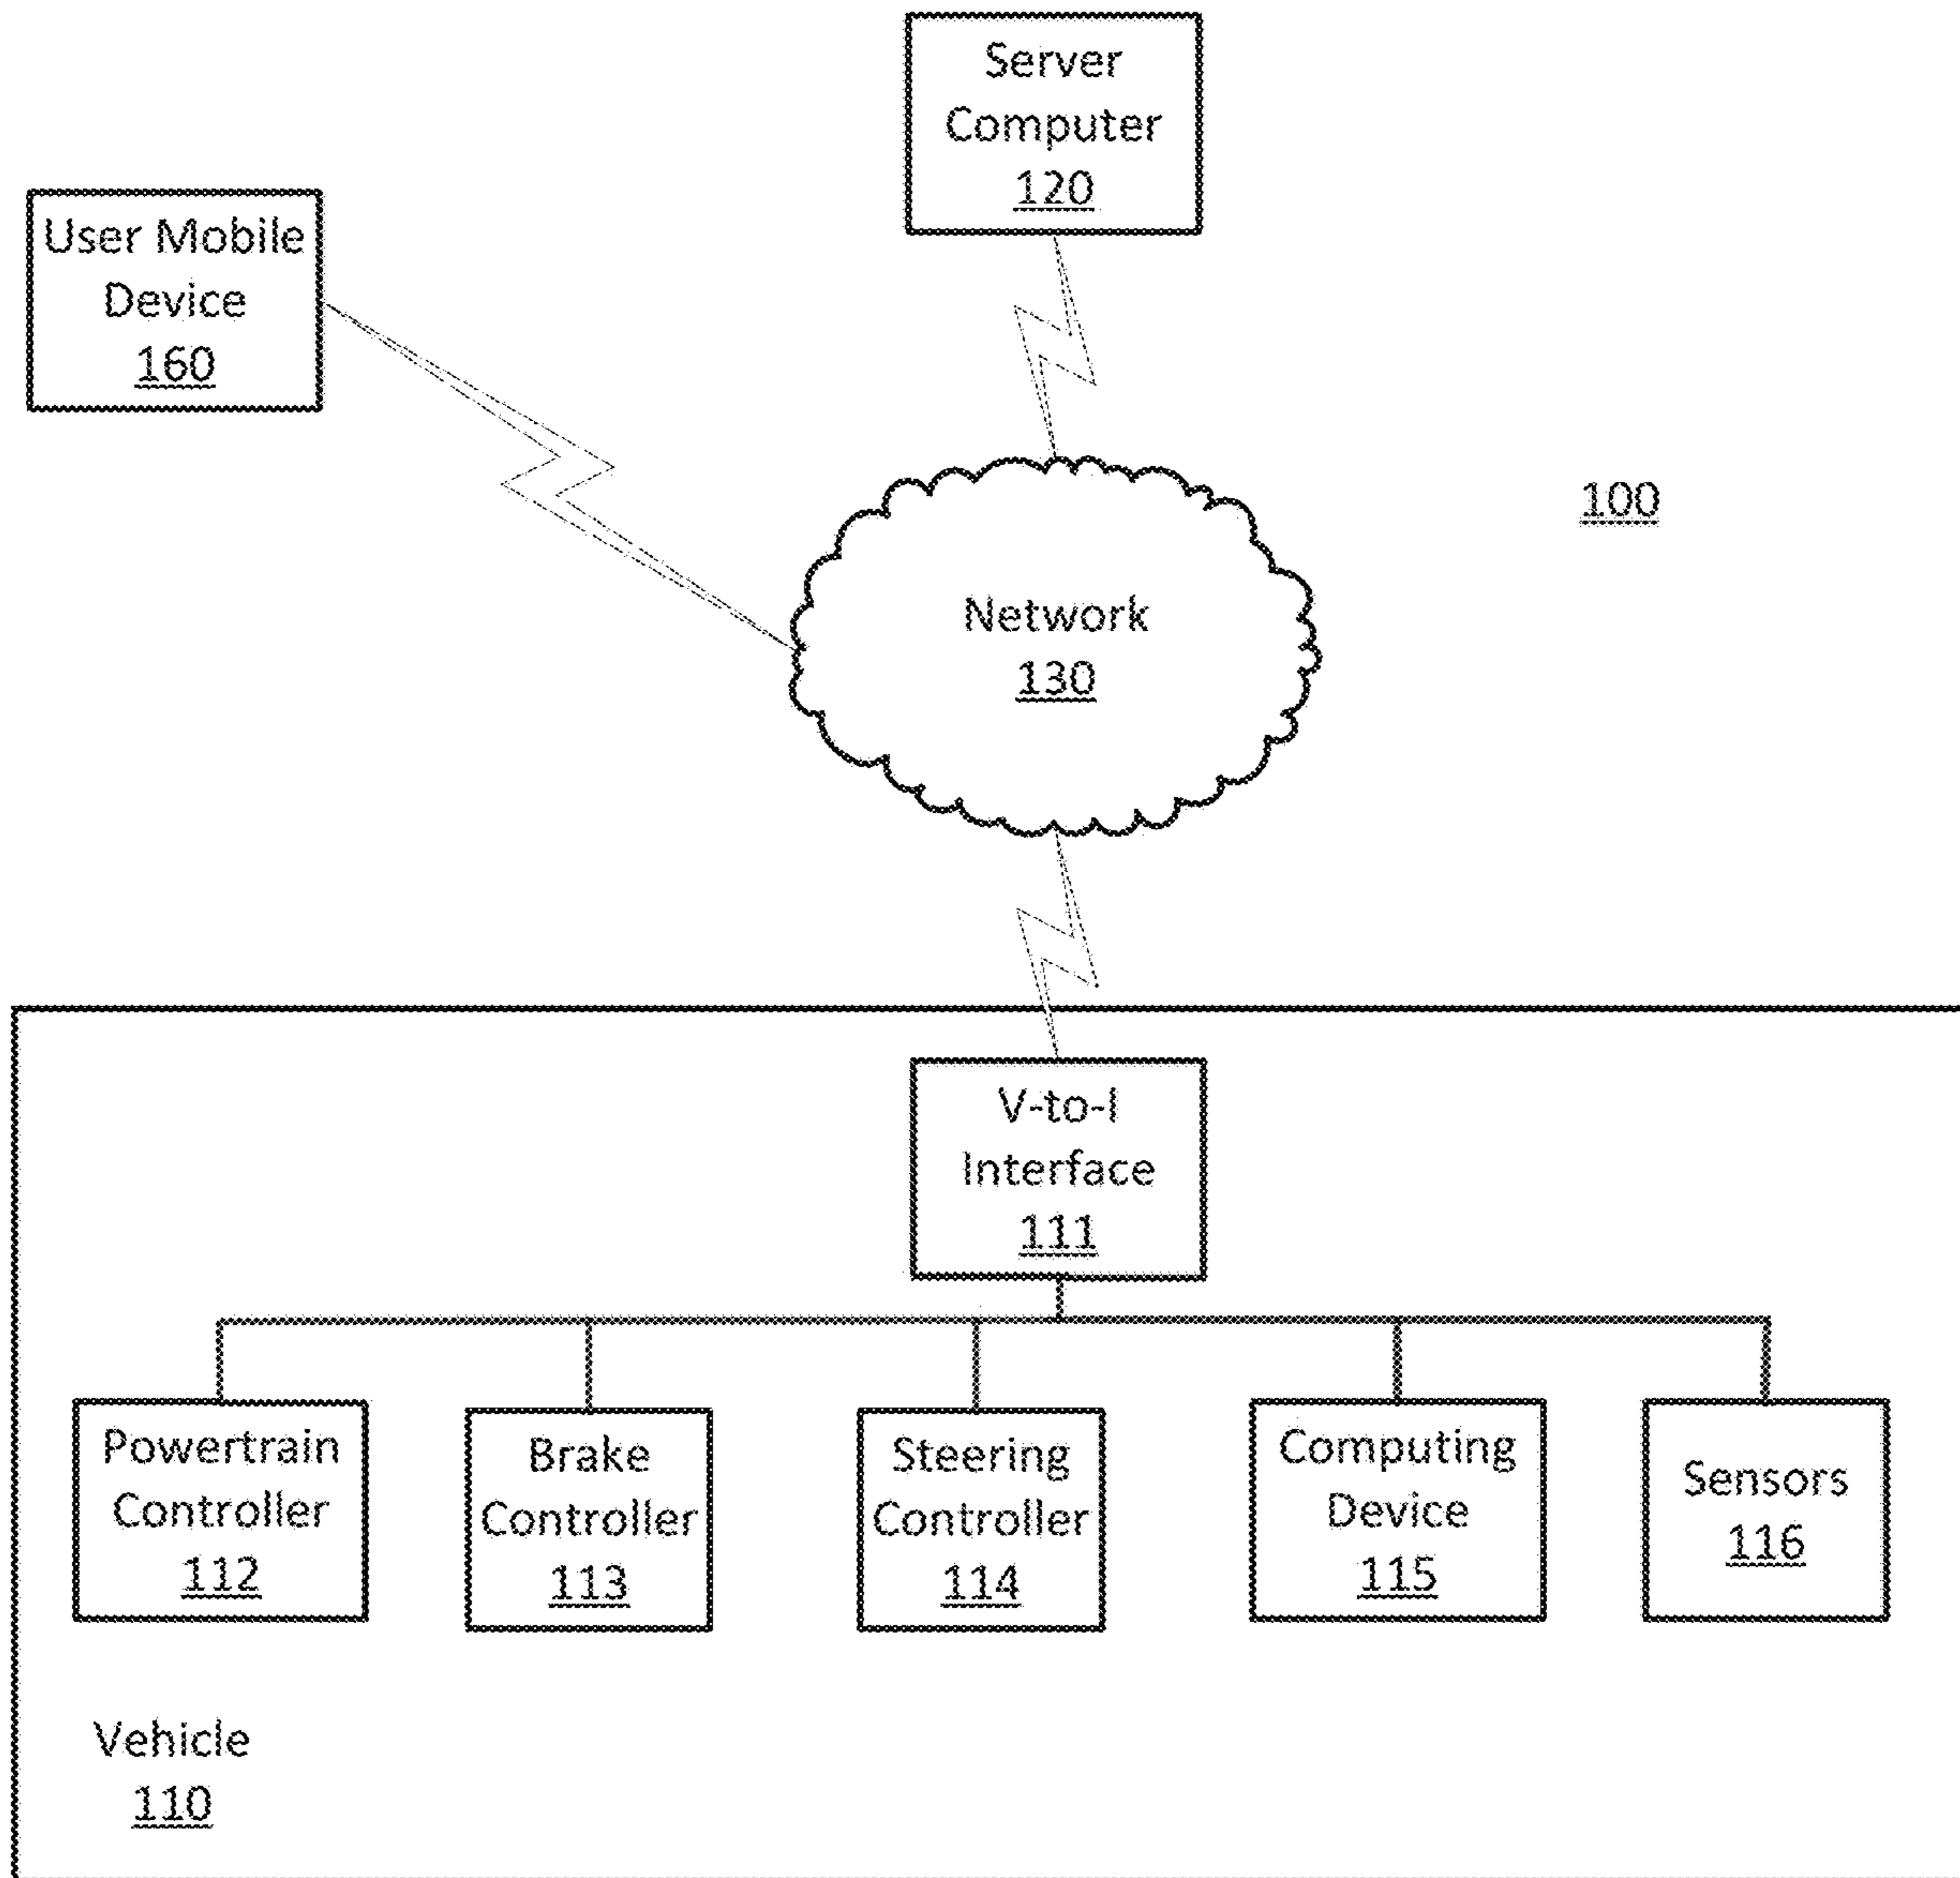 Server
Computer
120
User Mobile
Device
160
100
Network
130
V-to-I
Interface
111
Powertrain
Controller
112
Brake
Controller
113
Steering
Controller
114
Computing
Device
115
Sensors
116
Vehicle
110